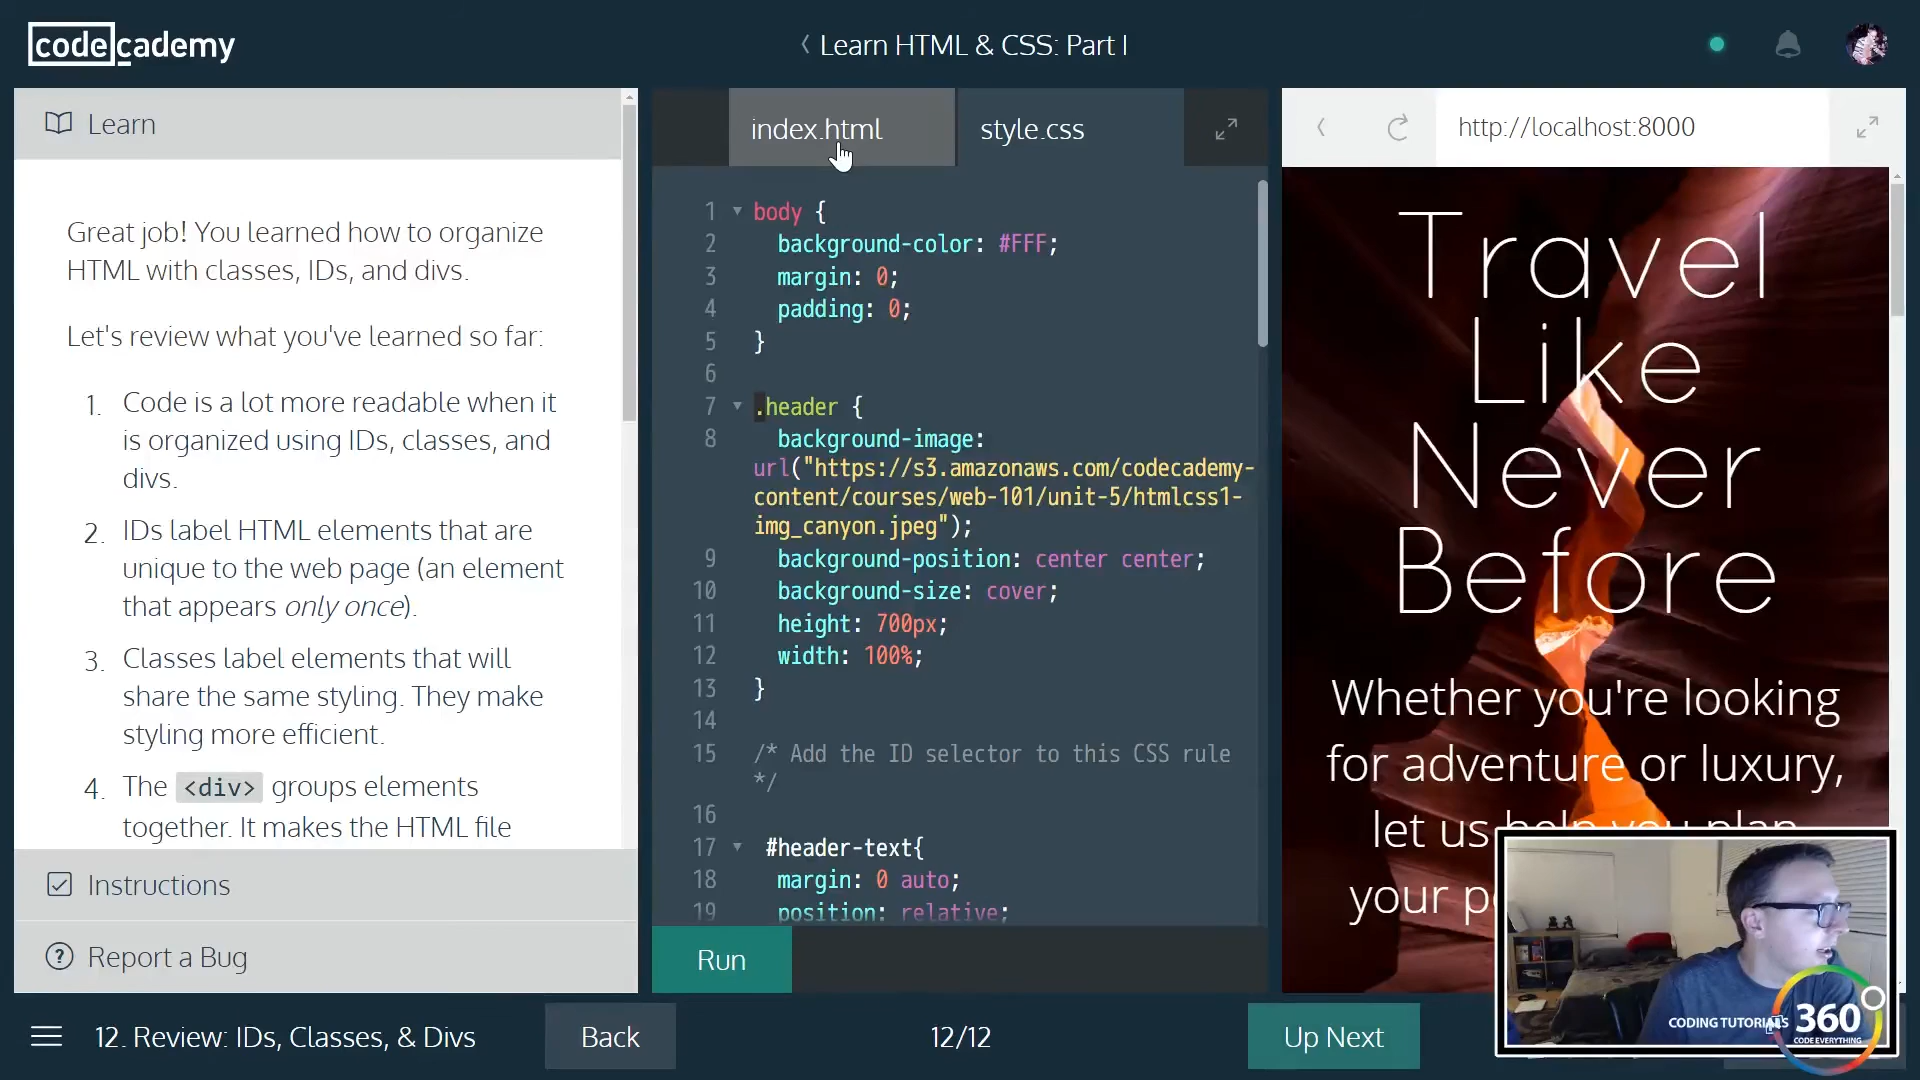 codecademy
Learn HTML & CSS: Part I
Learn
Great job! You learned how to organize
HTML with classes, IDs, and divs.
Let's review what you've learned so far:
1. Code is a lot more readable when it
is organized using IDs, classes, and
divs.
2. IDs label HTML elements that are
unique to the web page (an element
that appears only once).
3. Classes label elements that will
share the same styling. They make
styling more efficient.
4. The <div> groups elements
together. It makes the HTML file
Instructions
Report a Bug
index.html
style.css
1 body {
2 background-color: #FFF;
3 margin: 0;
4 padding: 0;
5 }
6
7 .header {
8 background-image:
url("https://s3.amazonaws.com/codecademy-
content/courses/web-101/unit-5/htmlcss1-
img_canyon.jpeg");
9 background-position: center center;
10 background-size: cover;
11 height: 700px;
12 width: 100%;
13 }
14
15 /* Add the ID selector to this CSS rule
*/
16
17 #header-text{
18 margin: 0 auto;
19 position: relative;
Run
http://localhost:8000
Travel
Like
Never
Before
Whether you're looking
for adventure or luxury,
let us help you plan
your
CODING TUTORIALS 360
CODE EVERYTHING
12. Review: IDs, Classes, & Divs
Back
12/12
Up Next